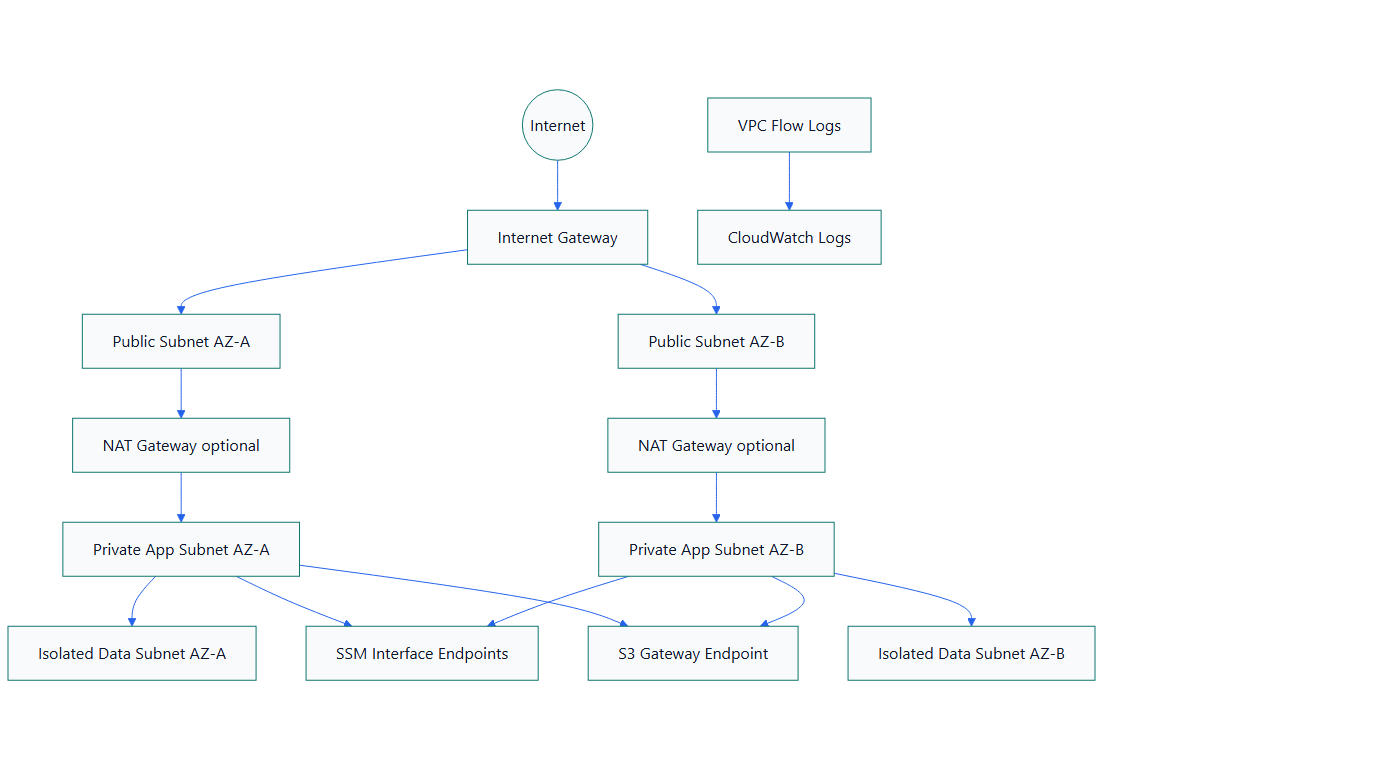 Internet
VPC Flow Logs
Internet Gateway
CloudWatch Logs
Public Subnet AZ-A
Public Subnet AZ-B
NAT Gateway optional
NAT Gateway optional
Private App Subnet AZ-A
Private App Subnet AZ-B
Isolated Data Subnet AZ-A
SSM Interface Endpoints
S3 Gateway Endpoint
Isolated Data Subnet AZ-B